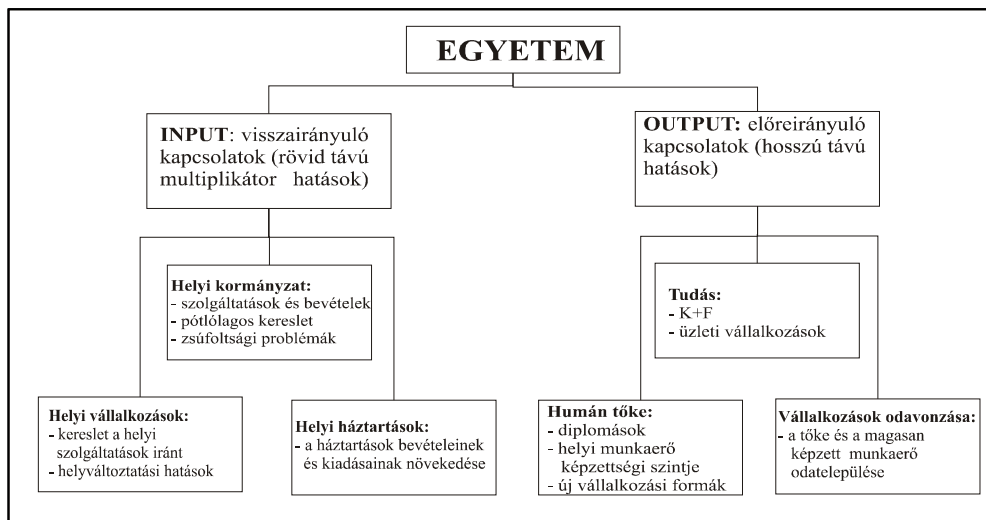 EGYETEM
INPUT: visszairányuló
kapcsolatok (rövid távú
multiplikátor hatások)
OUTPUT: előreirányuló
kapcsolatok (hosszú távú
hatások)
Helyi kormányzat:
- szolgáltatások és bevételek
- pótlólagos kereslet
- zsúfoltsági problémák
Tudás:
- K+F
- üzleti vállalkozások
Helyi vállalkozások:
- kereslet a helyi
szolgáltatások iránt
- helyváltoztatási hatások
Helyi háztartások:
- a háztartások bevételeinek
és kiadásainak növekedése
Humán tőke:
- diplomások
- helyi munkaerő
képzettségi szintje
- új vállalkozási formák
Vállalkozások odavonzása:
- a tőke és a magasan
képzett munkaerő
odatelepülése